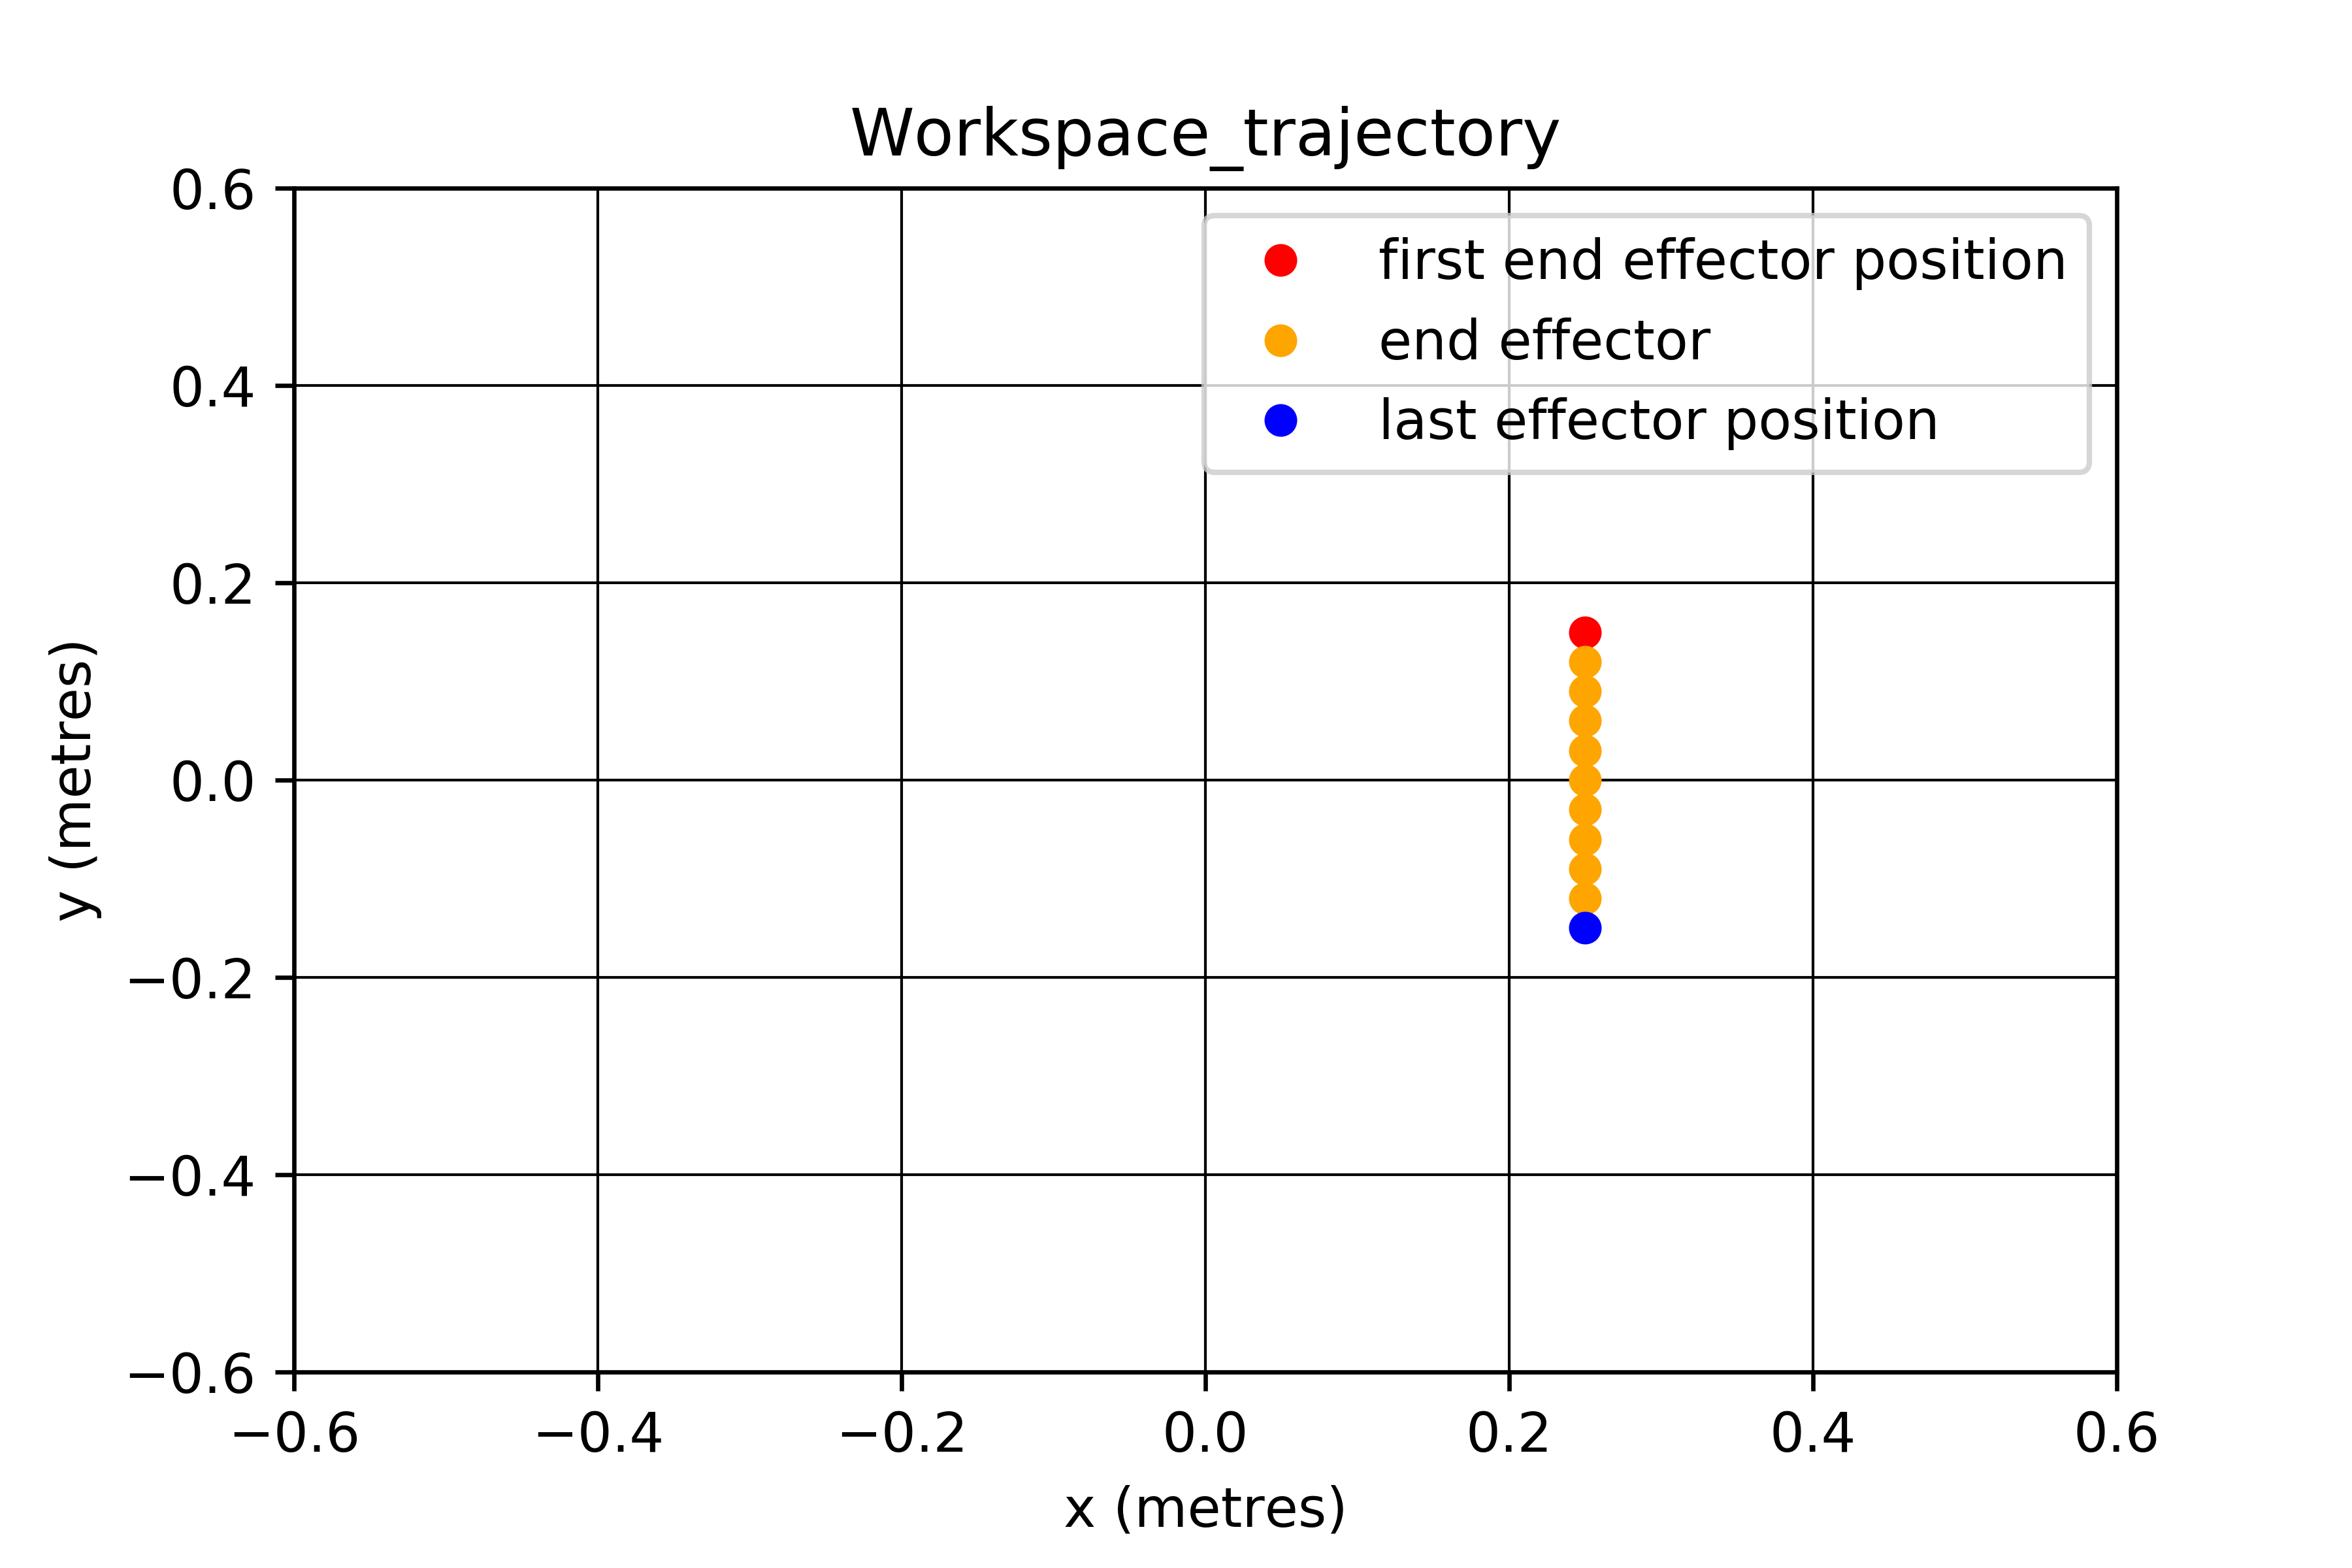 Workspace_trajectory
0.6
0.4
0.2
0.0
−0.2
−0.4
−0.6
y (metres)
first end effector position
end effector
last effector position
−0.6 −0.4 −0.2 0.0 0.2 0.4 0.6
x (metres)